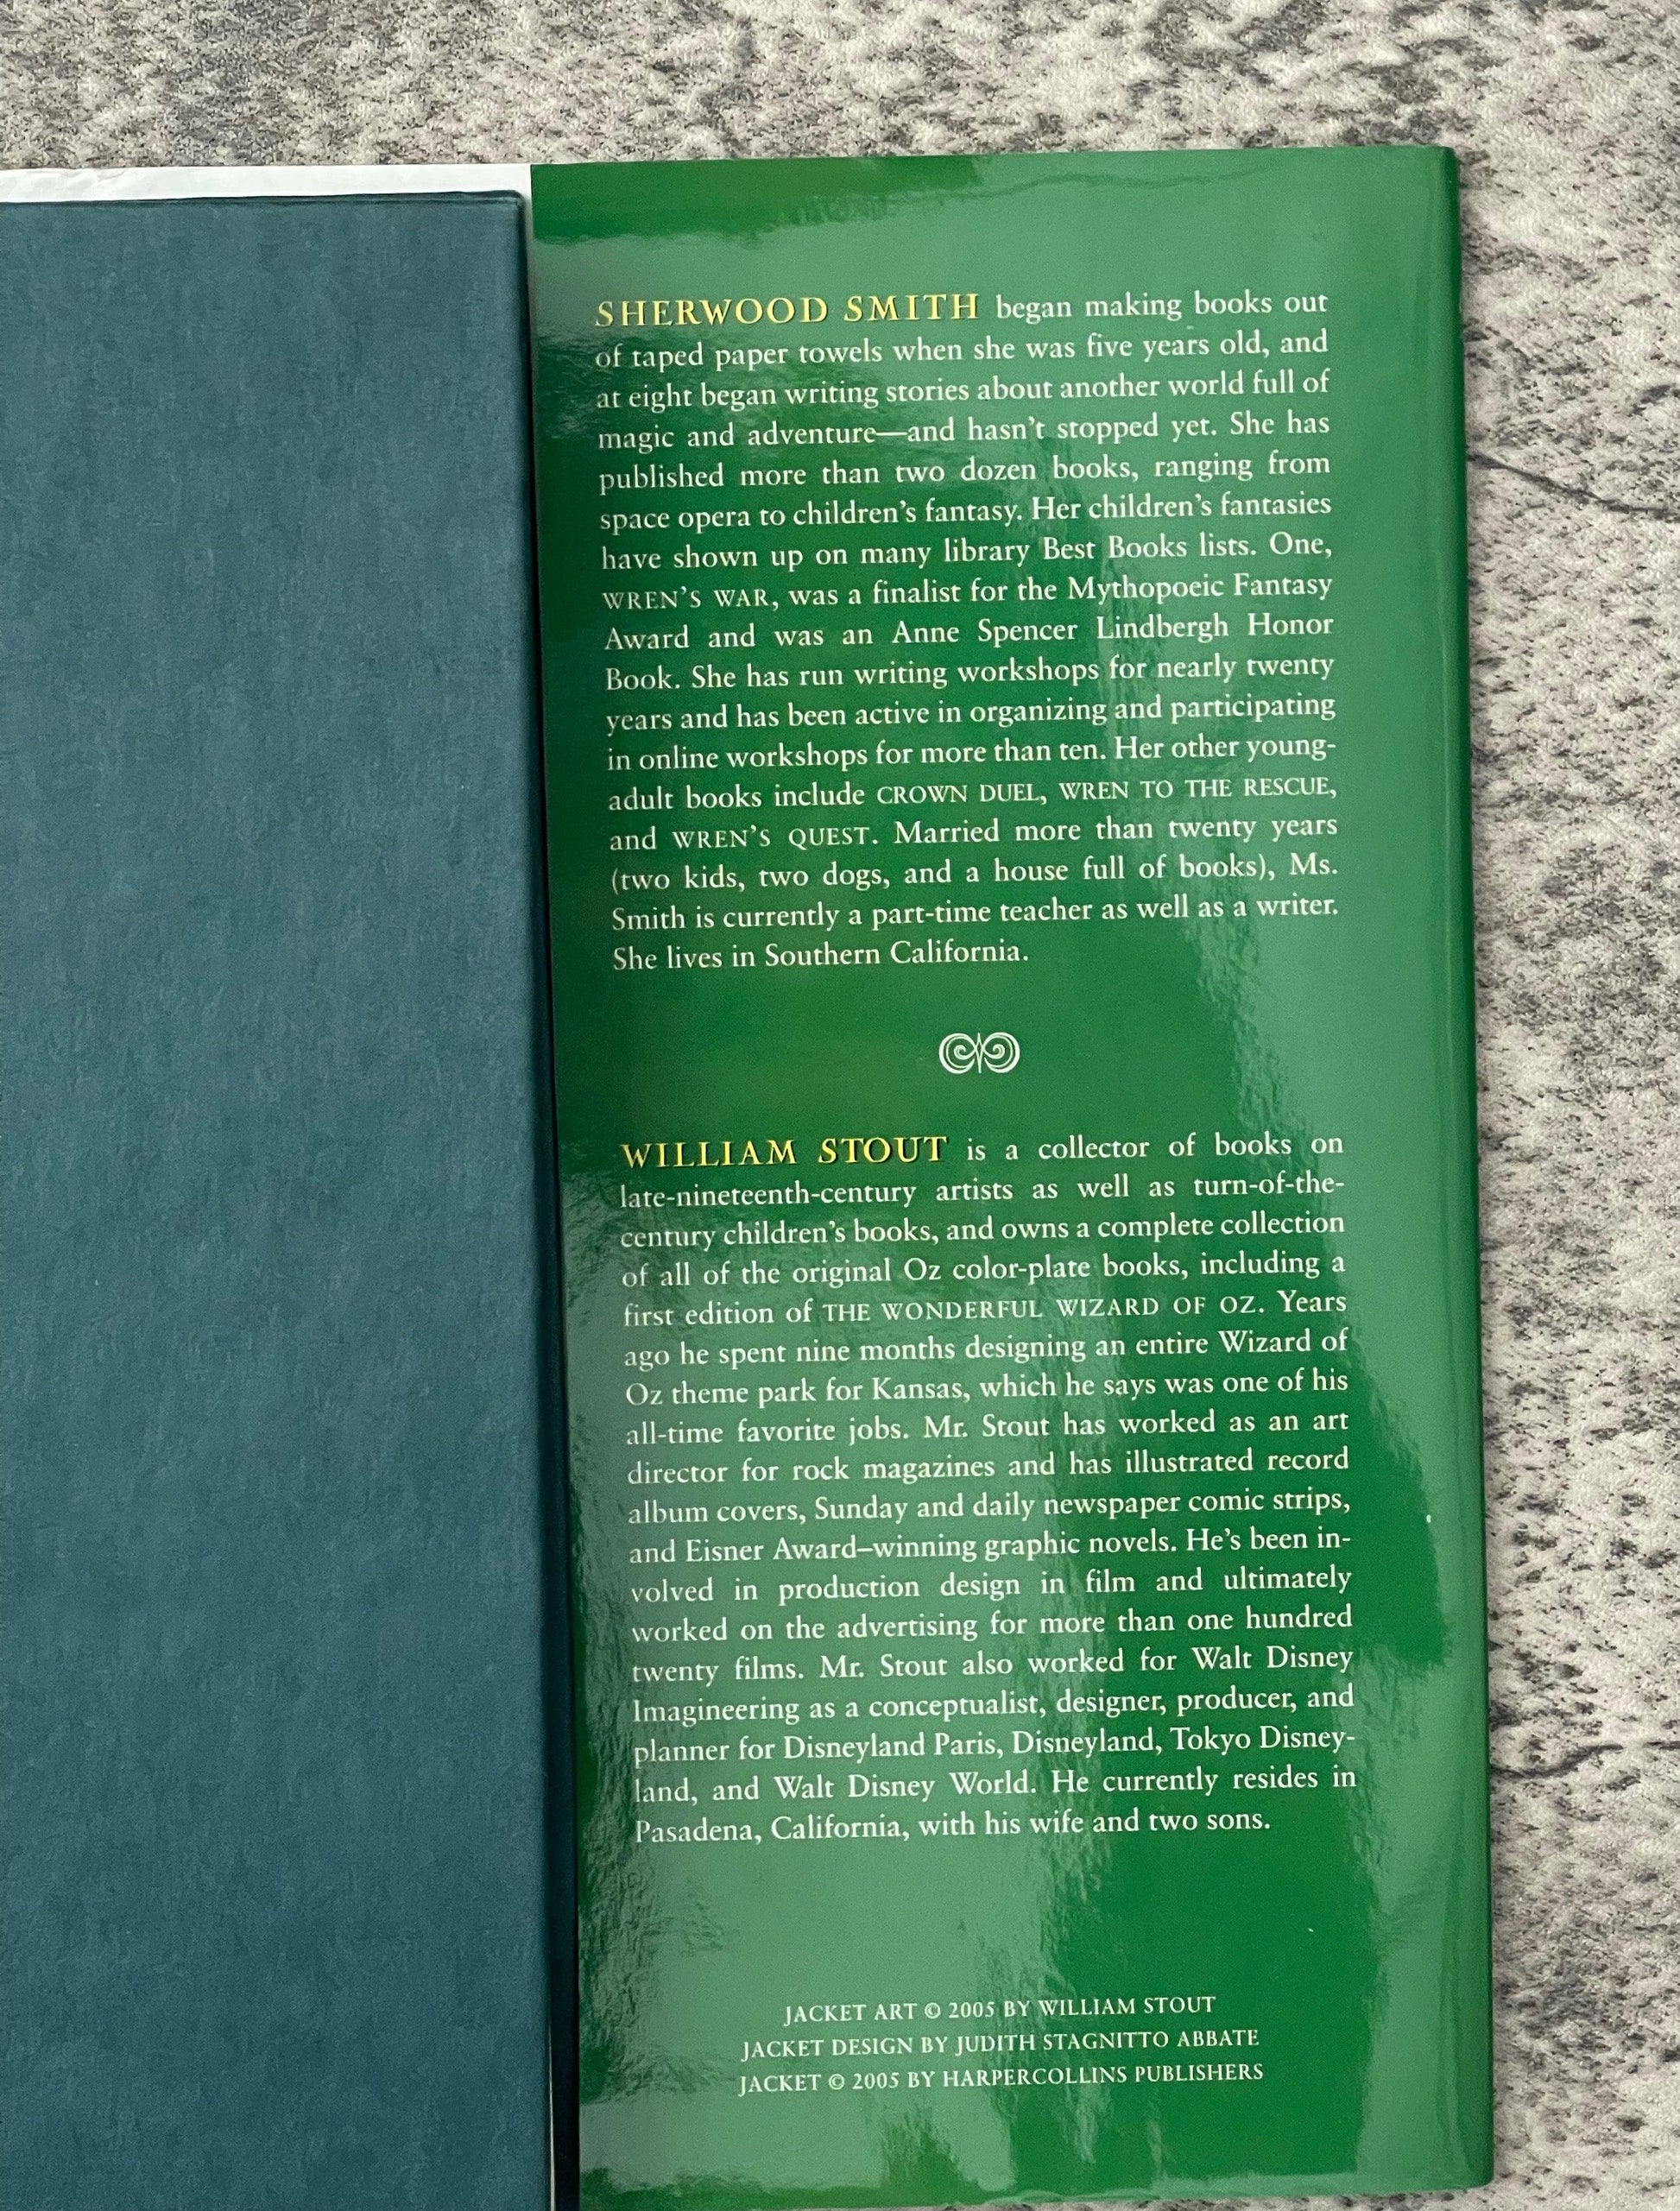 SHERWOOD SMITH began making books out
of taped paper towels when she was five years old, and
at eight began writing stories about another world full of
magic and adventure—and hasn't stopped yet. She has
published more than two dozen books, ranging from
space opera to children's fantasy. Her children's fantasies
have shown up on many library Best Books lists. One,
WREN'S WAR, was a finalist for the Mythopoeic Fantasy
Award and was an Anne Spencer Lindbergh Honor
Book. She has run writing workshops for nearly twenty
years and has been active in organizing and participating
in online workshops for more than ten. Her other young-
adult books include CROWN DUEL, WREN TO THE RESCUE,
and WREN'S QUEST. Married more than twenty years
(two kids, two dogs, and a house full of books), Ms.
Smith is currently a part-time teacher as well as a writer.
She lives in Southern California.
WILLIAM STOUT is a collector of books on
late-nineteenth-century artists as well as turn-of-the-
century children's books, and owns a complete collection
of all of the original Oz color-plate books, including a
first edition of THE WONDERFUL WIZARD OF OZ. Years
ago he spent nine months designing an entire Wizard of
Oz theme park for Kansas, which he says was one of his
all-time favorite jobs. Mr. Stout has worked as an art
director for rock magazines and has illustrated record
album covers, Sunday and daily newspaper comic strips,
and Eisner Award–winning graphic novels. He's been in-
volved in production design in film and ultimately
worked on the advertising for more than one hundred
twenty films. Mr. Stout also worked for Walt Disney
Imagineering as a conceptualist, designer, producer, and
planner for Disneyland Paris, Disneyland, Tokyo Disney-
land, and Walt Disney World. He currently resides in
Pasadena, California, with his wife and two sons.
JACKET ART © 2005 BY WILLIAM STOUT
JACKET DESIGN BY JUDITH STAGNITTO ABBATE
JACKET © 2005 BY HARPERCOLLINS PUBLISHERS